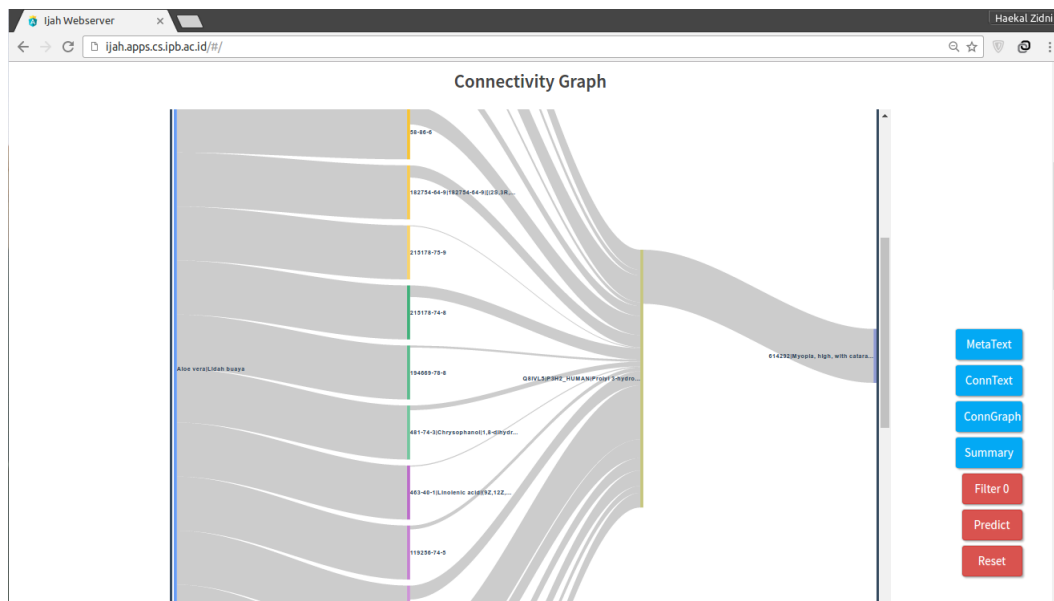 Ijah Webserver
Haekal Zidni
ijah.apps.cs.ipb.ac.id/#/
Connectivity Graph
58-86-6
182754-64-9|182754-64-9|[(2S,3R,...
215178-75-9
215178-74-8
Aloe vera|Lidah buaya
194669-78-8
481-74-3|Chrysophanol|1,8-dihydr...
463-40-1|Linolenic acid|(9Z,12Z,...
119256-74-5
Q8IVL5|P3H2_HUMAN|Prolyl 3-hydro...
614292|Myopia, high, with catara...
MetaText
ConnText
ConnGraph
Summary
Filter 0
Predict
Reset